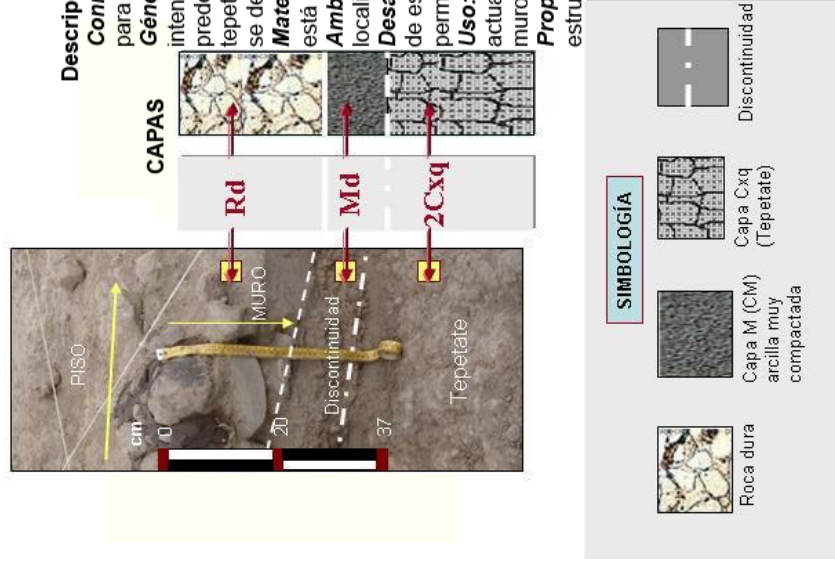 Descrip
Con
para
Géne
inten
prede
tepet
se de
Mate
está
Amb
locali
Desa
de es
perm
Uso:
actua
muro
Prop
estru
CAPAS
PISO
cm
0
MURO
20
Discontinuidad
37
Tepetate
Rd
Md
2Cxq
SIMBOLOGÍA
Roca dura
Capa M (CM)
arcilla muy
compactada
Capa Cxq
(Tepetate)
Discontinuidad